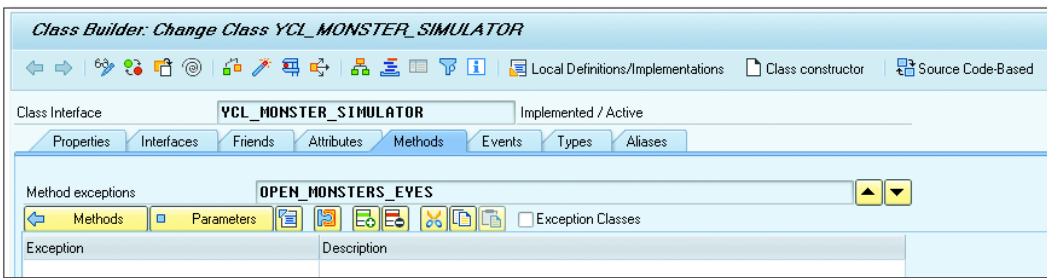 Class Builder: Change Class YCL_MONSTER_SIMULATOR
Local Definitions/Implementations Class constructor Source Code-Based
Class Interface YCL_MONSTER_SIMULATOR Implemented / Active
Properties Interfaces Friends Attributes Methods Events Types Aliases
Method exceptions OPEN_MONSTERS_EYES
Methods Parameters Exception Classes
Exception Description